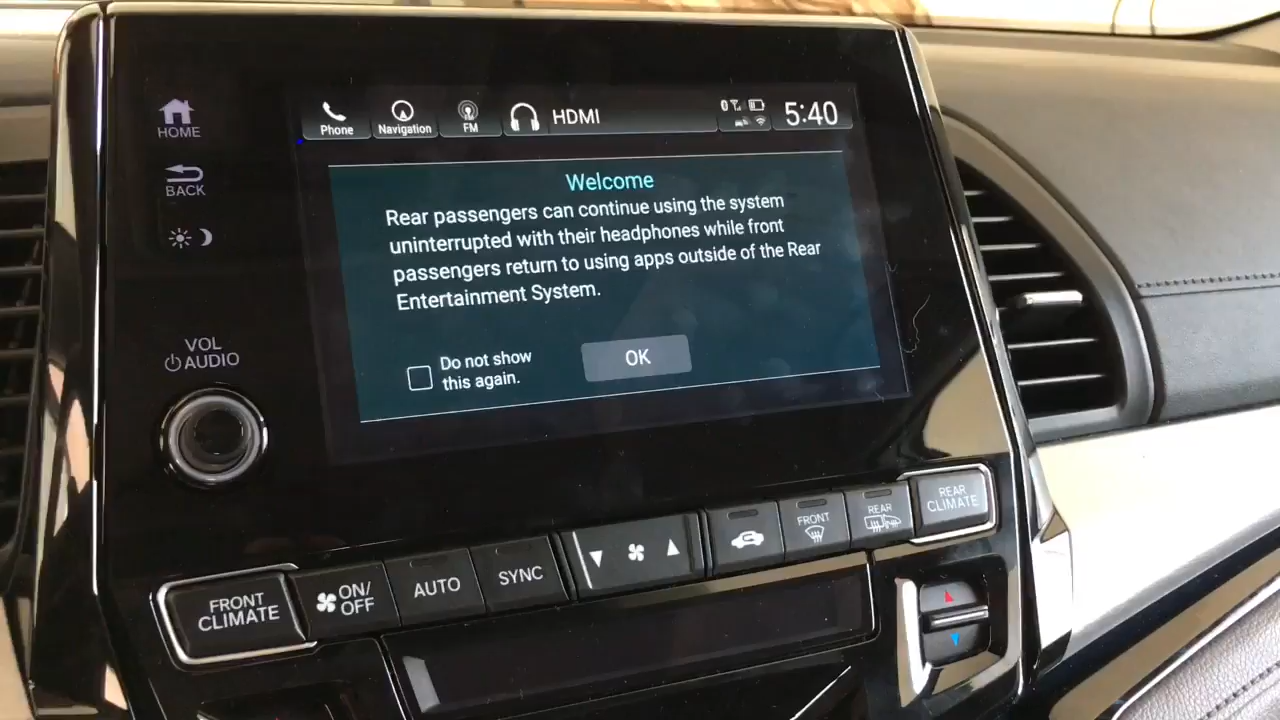 HOME
BACK
VOL
AUDIO
Phone
Navigation
FM
HDMI
5:40
Welcome
Rear passengers can continue using the system
uninterrupted with their headphones while front
passengers return to using apps outside of the Rear
Entertainment System.
Do not show
this again.
OK
FRONT
CLIMATE
ON/
OFF
AUTO
SYNC
FRONT
REAR
REAR
CLIMATE